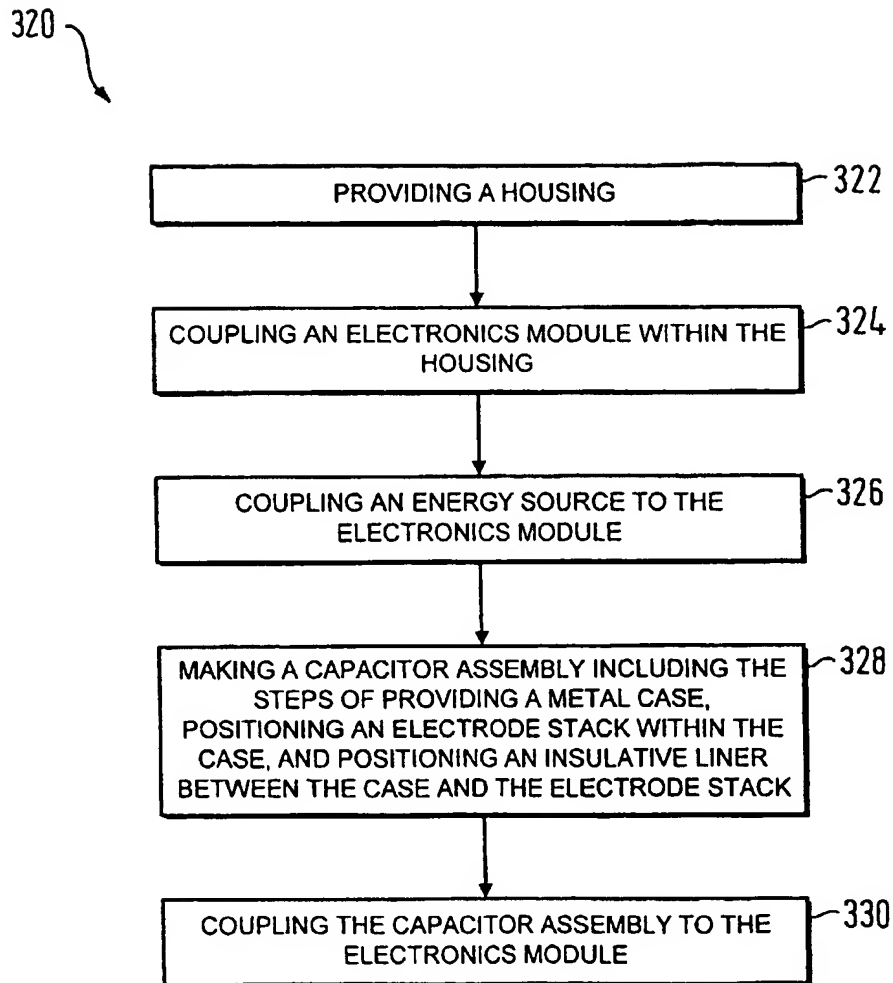 320
PROVIDING A HOUSING
322
COUPLING AN ELECTRONICS MODULE WITHIN THE
HOUSING
324
COUPLING AN ENERGY SOURCE TO THE
ELECTRONICS MODULE
326
MAKING A CAPACITOR ASSEMBLY INCLUDING THE
STEPS OF PROVIDING A METAL CASE,
POSITIONING AN ELECTRODE STACK WITHIN THE
CASE, AND POSITIONING AN INSULATIVE LINER
BETWEEN THE CASE AND THE ELECTRODE STACK
328
COUPLING THE CAPACITOR ASSEMBLY TO THE
ELECTRONICS MODULE
330